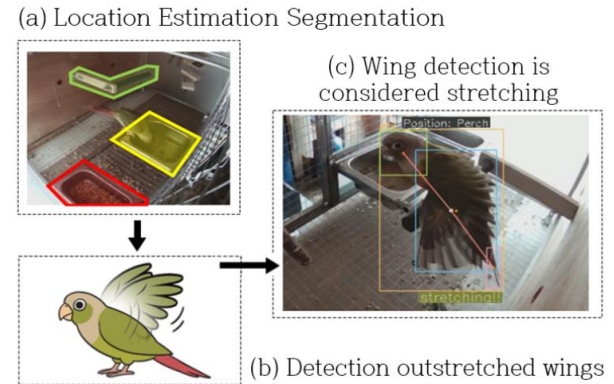 (a) Location Estimation Segmentation
(c) Wing detection is
considered stretching
Position: Perch
stretching!!
(b) Detection outstretched wings